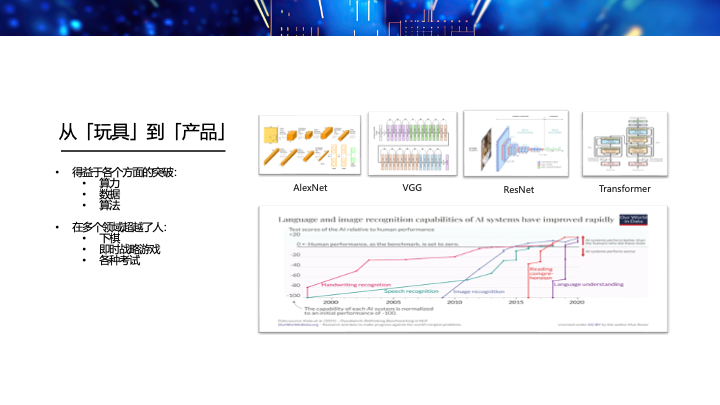 从「玩具」到「产品」
• 得益于各个方面的突破：
• 算力
• 数据
• 算法
• 在多个领域超越了人：
• 下棋
• 即时战略游戏
• 各种考试
AlexNet
VGG
ResNet
Transformer
Language and image recognition capabilities of AI systems have improved rapidly
Our World in Data
Test scores of the AI relative to human performance
+20
0 ← Human performance, as the benchmark, is set to zero.
-20
-40
-60
-80
-100
Handwriting recognition
Speech recognition
Image recognition
Reading
compre-
hension
Language understanding
2000
2005
2010
2015
2020
The capability of each AI system is normalized
to an initial performance of -100.